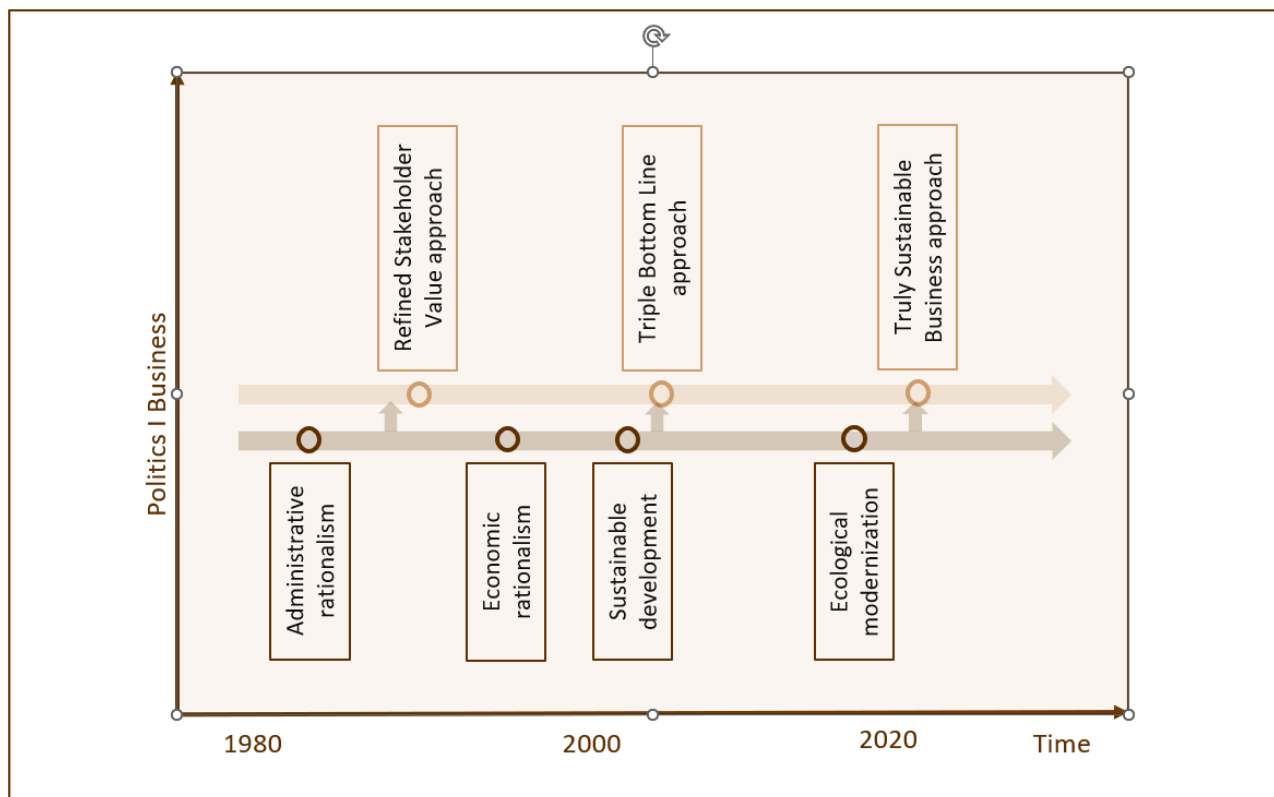 Politics I Business
Refined Stakeholder
Value approach
Triple Bottom Line
approach
Truly Sustainable
Business approach
Administrative
rationalism
Economic
rationalism
Sustainable
development
Ecological
modernization
1980
2000
2020
Time